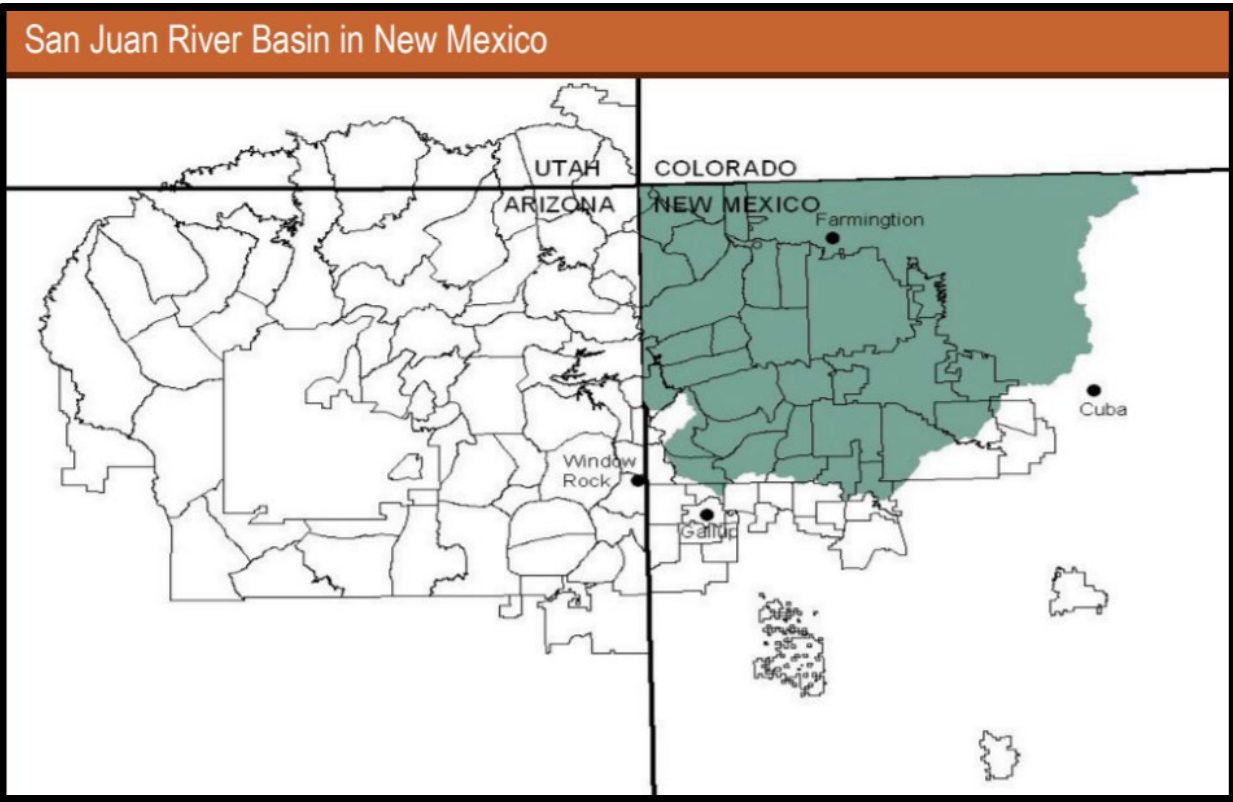 San Juan River Basin in New Mexico
UTAH
COLORADO
ARIZONA
NEW MEXICO
Farmingtion
Cuba
Window
Rock
Gallup